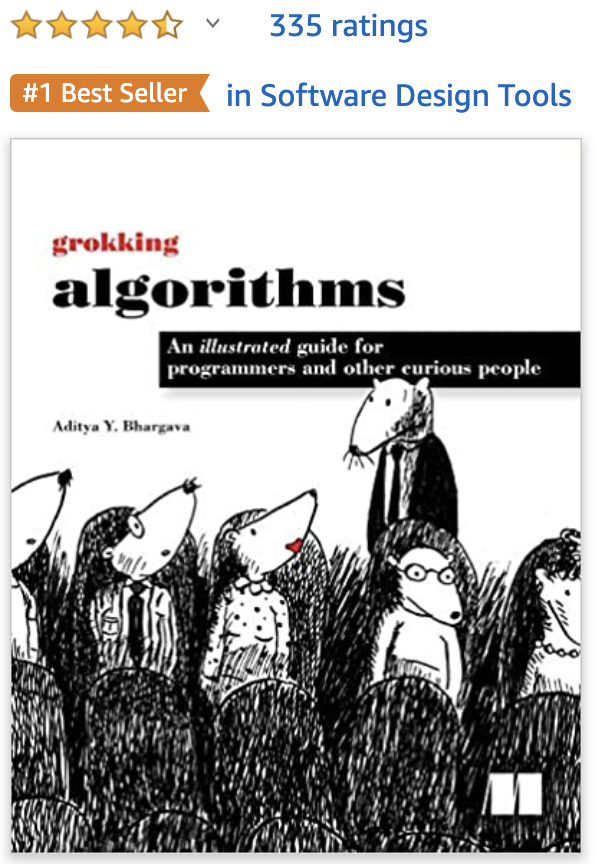 335 ratings
#1 Best Seller in Software Design Tools
grokking
algorithms
An illustrated guide for
programmers and other curious people
Aditya Y. Bhargava